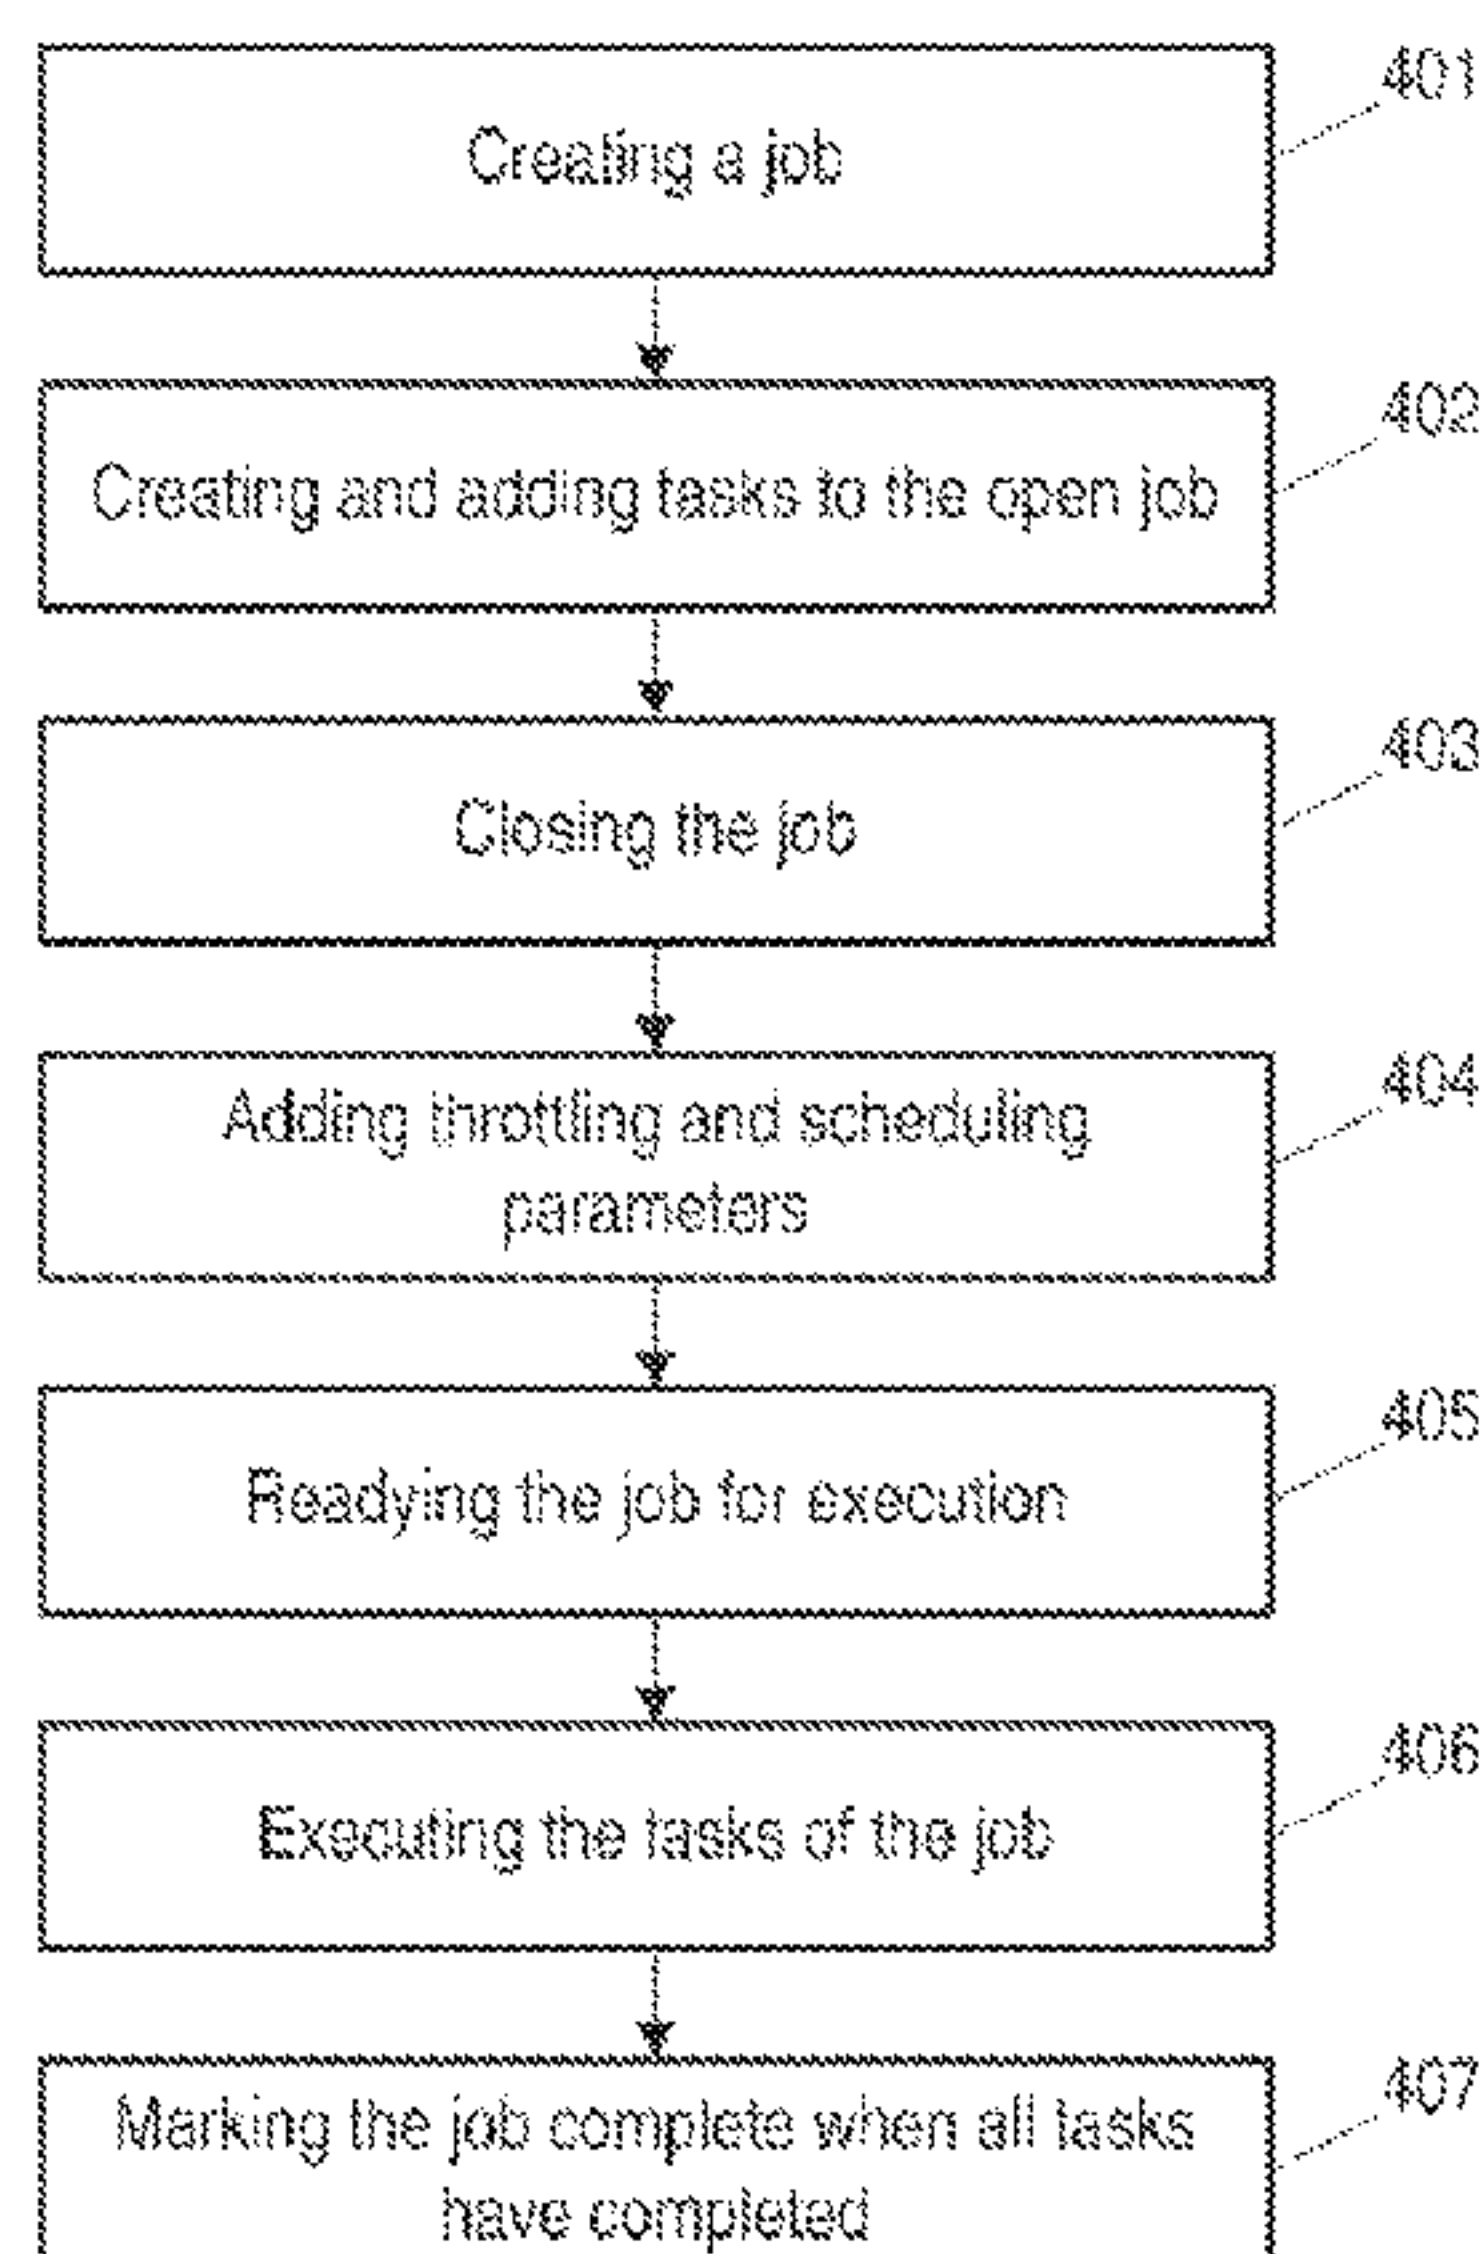 401
Creating a job
402
Creating and adding tasks to the open job
403
Closing the job
404
Adding throttling and scheduling
parameters
405
Readying the job for execution
406
Executing the tasks of the job
407
Marking the job complete when all tasks
have completed